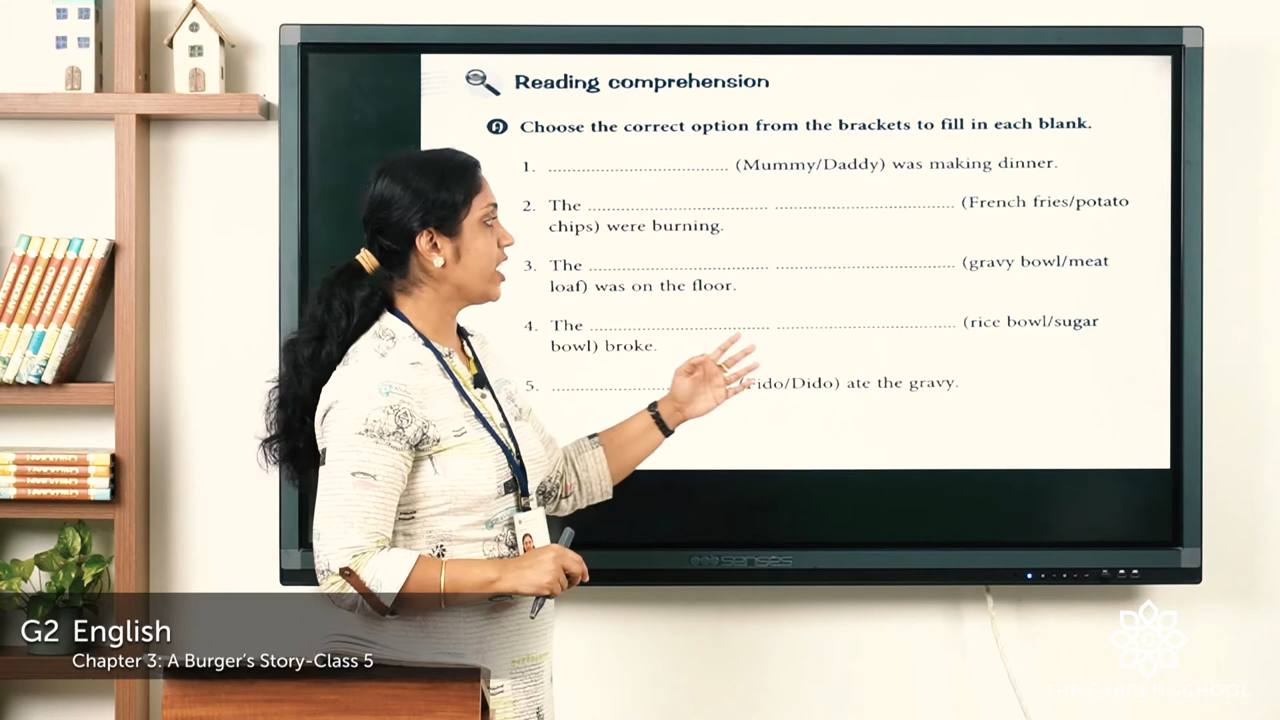 Reading comprehension
A Choose the correct option from the brackets to fill in each blank.
1. .................................... (Mummy/Daddy) was making dinner.
2. The .................................... .................................... (French fries/potato
chips) were burning.
3. The .................................... .................................... (gravy bowl/meat
loaf) was on the floor.
4. The .................................... .................................... (rice bowl/sugar
bowl) broke.
5. ....................... (Fido/Dido) ate the gravy.
senses
G2 English
Chapter 3: A Burger's Story-Class 5